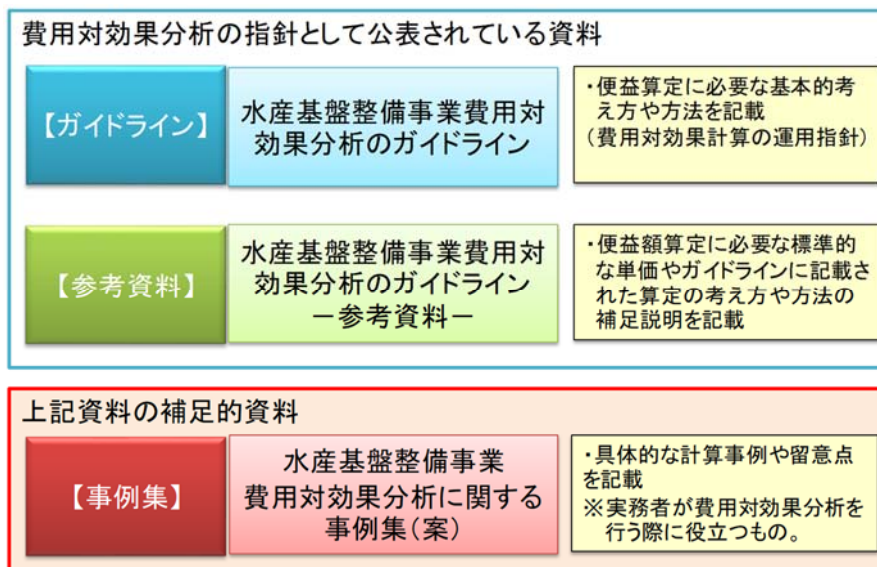 費用対効果分析の指針として公表されている資料
【ガイドライン】
水産基盤整備事業費用対
効果分析のガイドライン
・便益算定に必要な基本的考
え方や方法を記載
(費用対効果計算の運用指針)
【参考資料】
水産基盤整備事業費用対
効果分析のガイドライン
－参考資料－
・便益額算定に必要な標準的
な単価やガイドラインに記載さ
れた算定の考え方や方法の
補足説明を記載
上記資料の補足的資料
【事例集】
水産基盤整備事業
費用対効果分析に関する
事例集(案)
・具体的な計算事例や留意点
を記載
※実務者が費用対効果分析を
行う際に役立つもの。